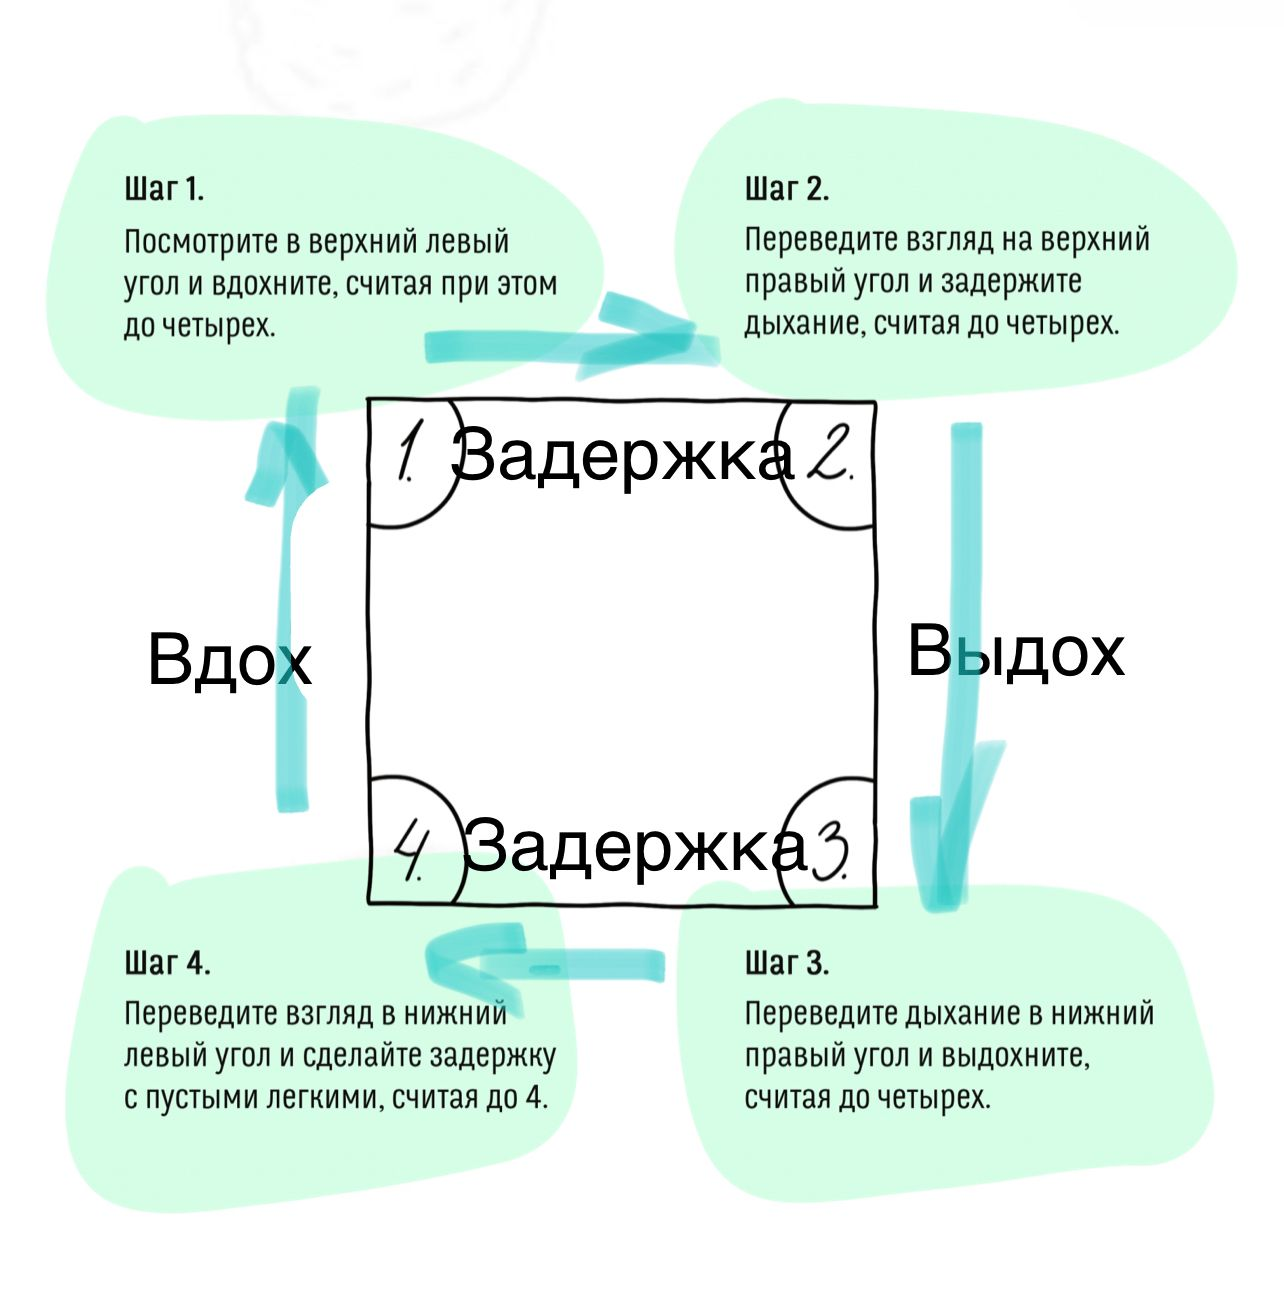 Шаг 1.
Посмотрите в верхний левый
угол и вдохните, считая при этом
до четырех.
Шаг 2.
Переведите взгляд на верхний
правый угол и задержите
дыхание, считая до четырех.
1.
Задержка
2.
Вдох
Выдох
4.
Задержка
3.
Шаг 4.
Переведите взгляд в нижний
левый угол и сделайте задержку
с пустыми легкими, считая до 4.
Шаг 3.
Переведите дыхание в нижний
правый угол и выдохните,
считая до четырех.